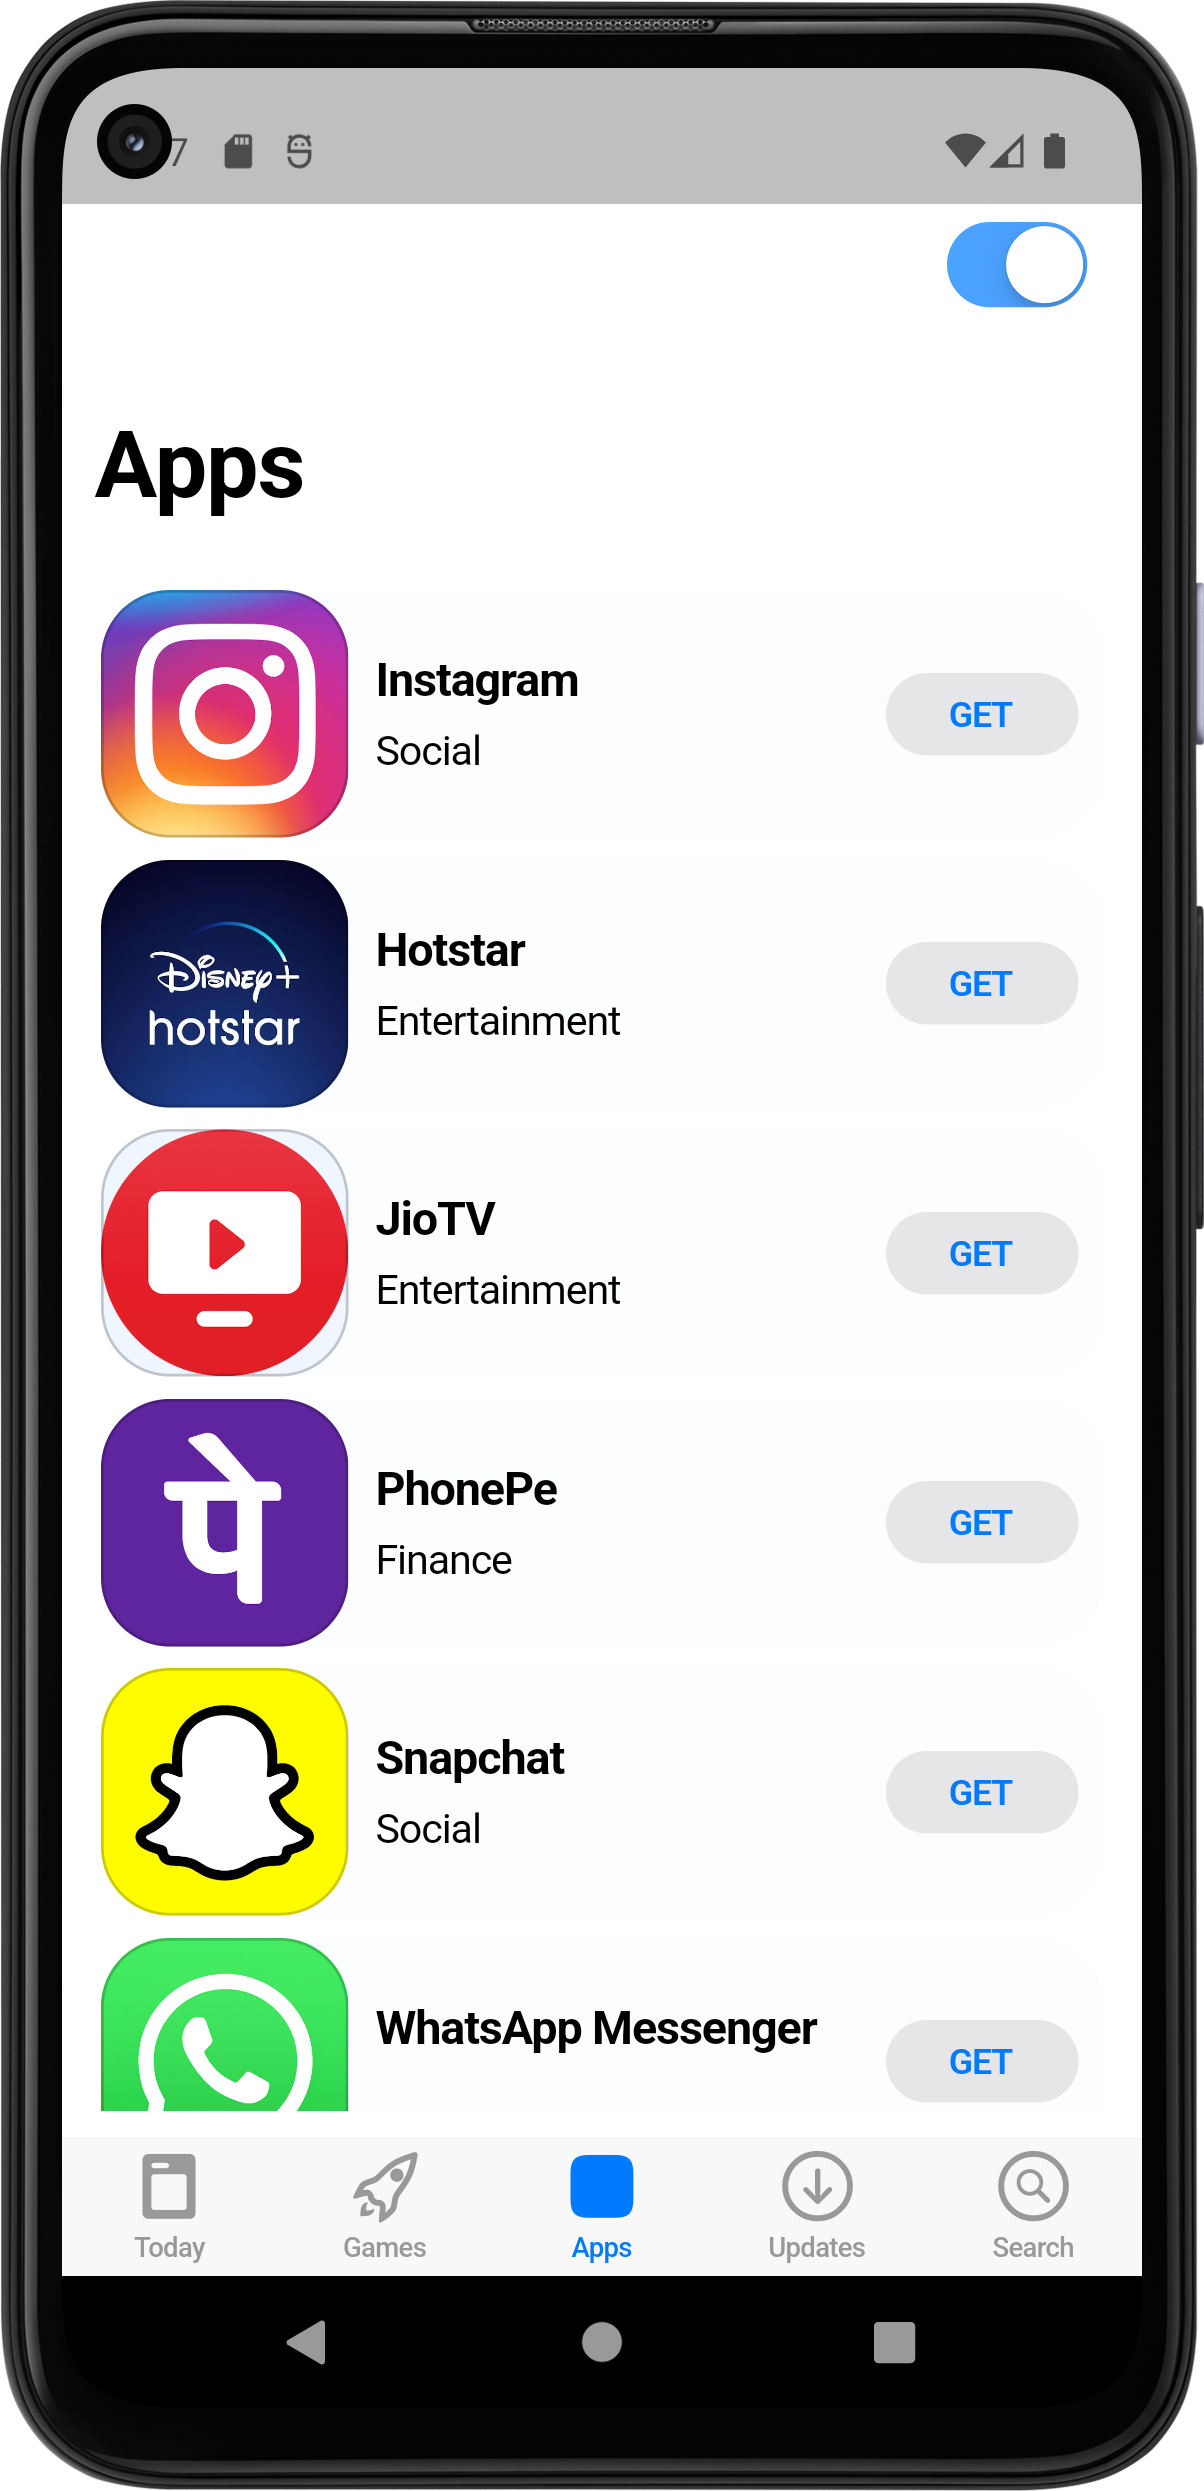 7
Apps
Instagram
Social
GET
Disney+
hotstar
Hotstar
Entertainment
GET
JioTV
Entertainment
GET
पे
PhonePe
Finance
GET
Snapchat
Social
GET
WhatsApp Messenger
GET
Today
Games
Apps
Updates
Search